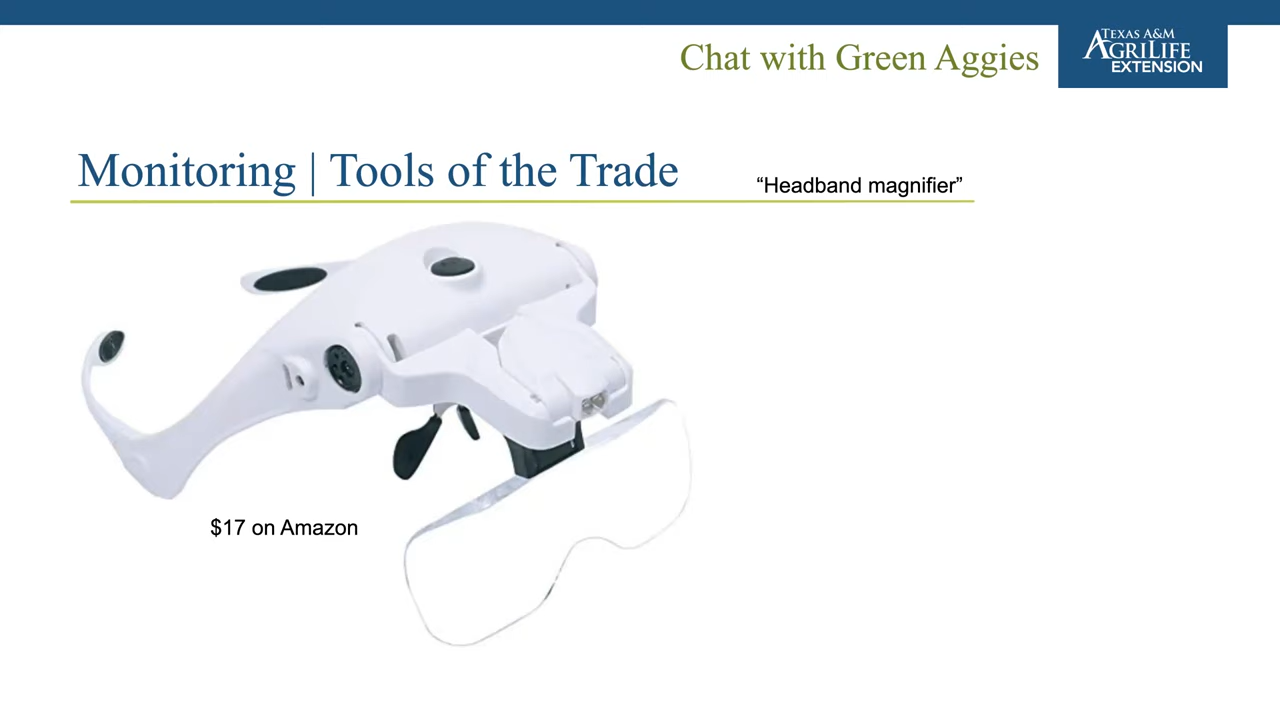 Chat with Green Aggies
TEXAS A&M
AGRILIFE
EXTENSION
Monitoring | Tools of the Trade
“Headband magnifier”
$17 on Amazon